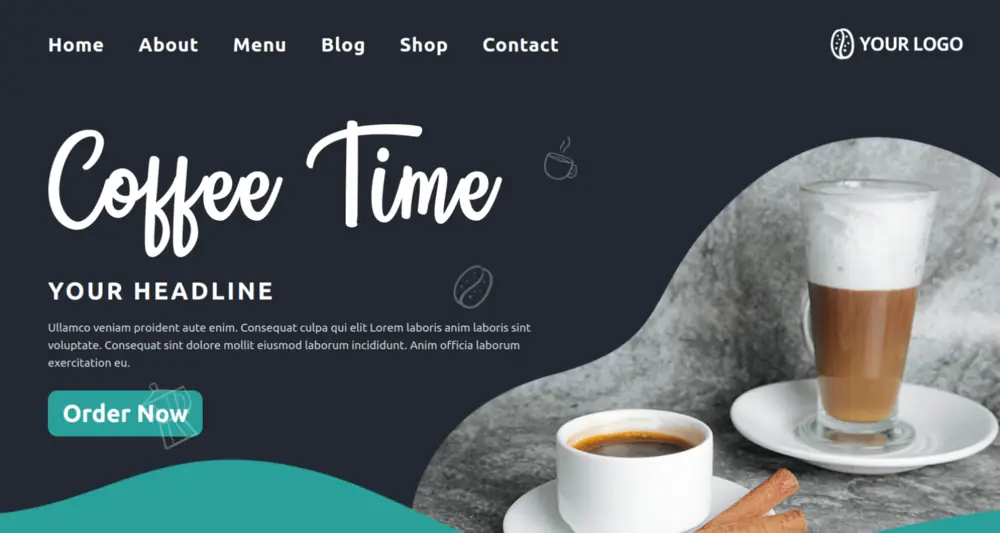 Home About Menu Blog Shop Contact
YOUR LOGO
Coffee Time
YOUR HEADLINE
Ullamco veniam proident aute enim. Consequat culpa qui elit Lorem laboris anim laboris sint
voluptate. Consequat sint dolore mollit eiusmod laborum incididunt. Anim officia laborum
exercitation eu.
Order Now